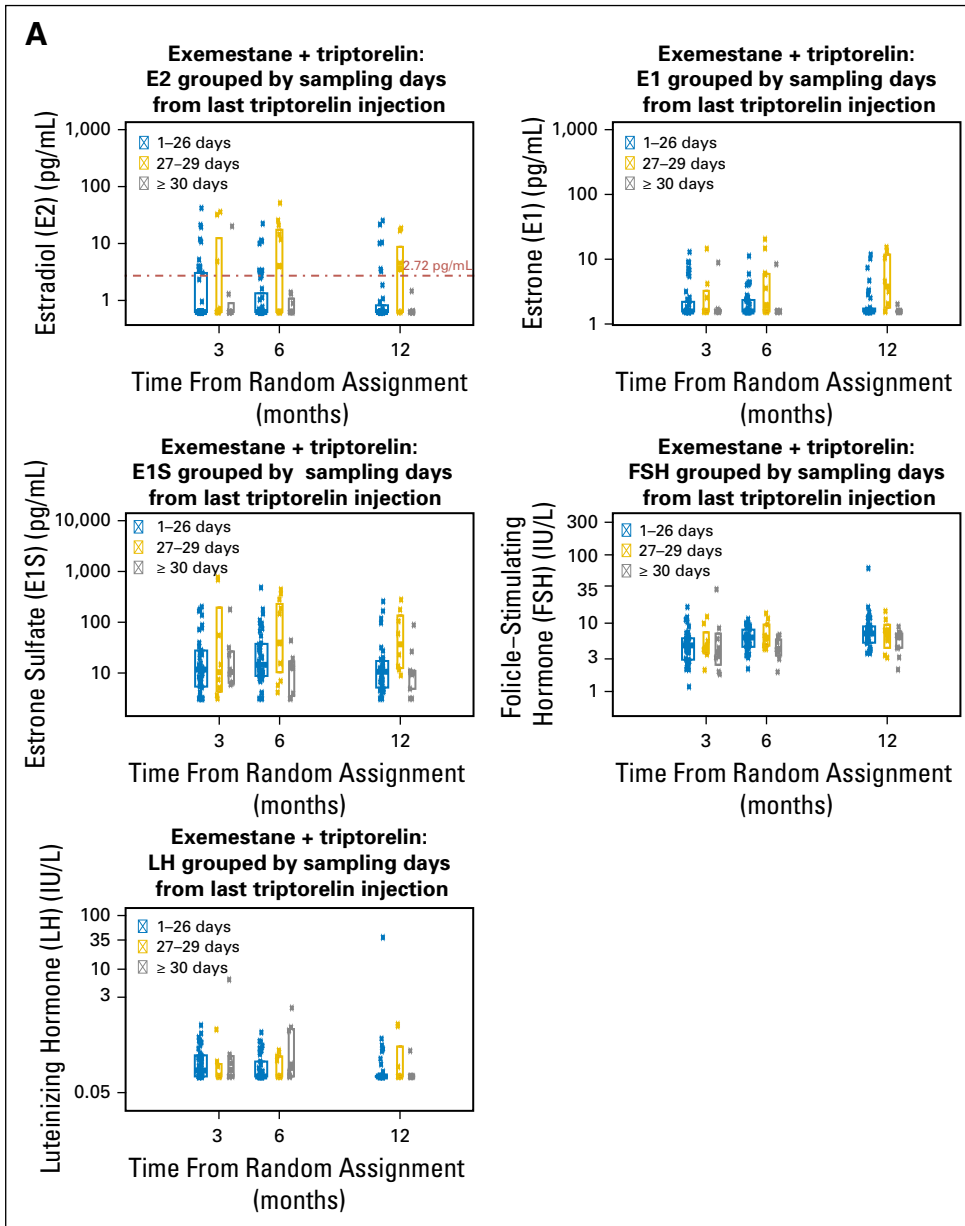 A
Exemestane + triptorelin:
E2 grouped by sampling days
from last triptorelin injection
Estradiol (E2) (pg/mL)
1,000
100
10
1
1–26 days
27–29 days
≥ 30 days
2.72 pg/mL
3 6 12
Time From Random Assignment
(months)
Exemestane + triptorelin:
E1 grouped by sampling days
from last triptorelin injection
Estrone (E1) (pg/mL)
1,000
100
10
1
1–26 days
27–29 days
≥ 30 days
3 6 12
Time From Random Assignment
(months)
Exemestane + triptorelin:
E1S grouped by sampling days
from last triptorelin injection
Estrone Sulfate (E1S) (pg/mL)
10,000
1,000
100
10
1–26 days
27–29 days
≥ 30 days
3 6 12
Time From Random Assignment
(months)
Exemestane + triptorelin:
FSH grouped by sampling days
from last triptorelin injection
Folicle–Stimulating
Hormone (FSH) (IU/L)
300
100
35
10
3
1
1–26 days
27–29 days
≥ 30 days
3 6 12
Time From Random Assignment
(months)
Exemestane + triptorelin:
LH grouped by sampling days
from last triptorelin injection
Luteinizing Hormone (LH) (IU/L)
100
35
10
3
0.05
1–26 days
27–29 days
≥ 30 days
3 6 12
Time From Random Assignment
(months)